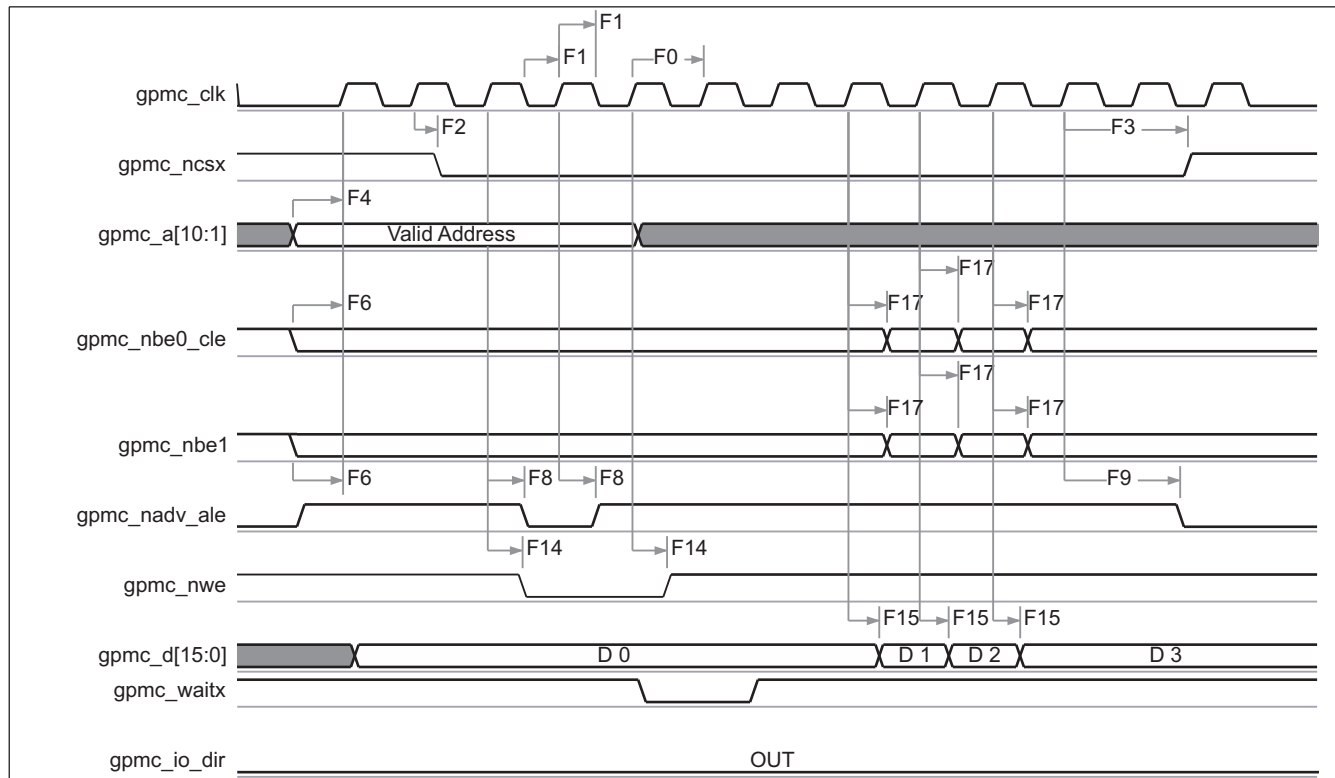 F1
F1 F0
gpmc_clk
F2 F3
gpmc_ncsx
F4
gpmc_a[10:1] Valid Address
F17
F6 F17 F17
gpmc_nbe0_cle
F17
F17 F17
gpmc_nbe1
F6 F8 F8 F9
gpmc_nadv_ale
F14 F14
gpmc_nwe
F15 F15 F15
gpmc_d[15:0] D 0 D 1 D 2 D 3
gpmc_waitx
gpmc_io_dir OUT